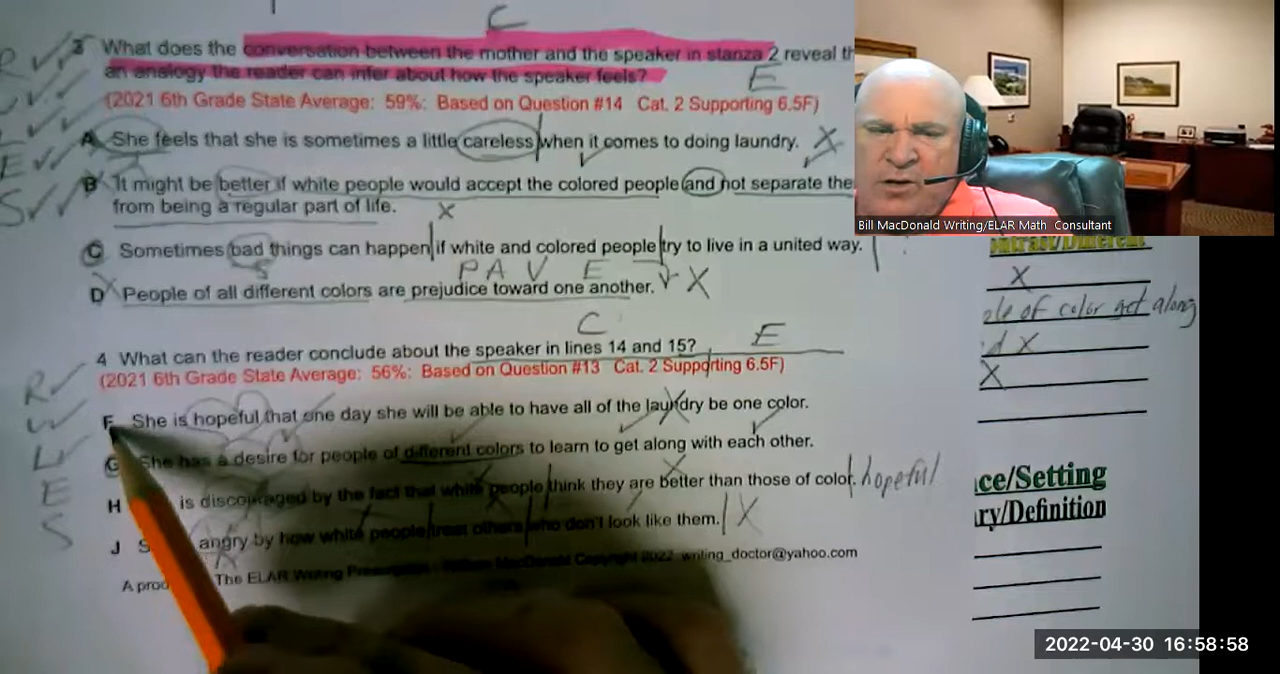 C
3 What does the conversation between the mother and the speaker in stanza 2 reveal
an analogy the reader can infer about how the speaker feels?
E
(2021 6th Grade State Average: 59%: Based on Question #14 Cat. 2 Supporting 6.5F)
A She feels that she is sometimes a little careless when it comes to doing laundry. X
B It might be better if white people would accept the colored people and not separate
from being a regular part of life. X
C Sometimes bad things can happen if white and colored people try to live in a united way.
S P A V E
D People of all different colors are prejudice toward one another. X
C E
4 What can the reader conclude about the speaker in lines 14 and 15?
(2021 6th Grade State Average: 56%: Based on Question #13 Cat. 2 Supporting 6.5F)
F She is hopeful that one day she will be able to have all of the laundry be one color.
G She has a desire for people of different colors to learn to get along with each other.
H is discouraged by the fact that white people think they are better than those of color. hopeful
J angry by how white people treat others who don't look like them. X
The ELAR Writing Prescription William MacDonald Copyright 2022 writing_doctor@yahoo.com
R
U
L
E
S
Bill MacDonald Writing/ELAR Math Consultant
X
of color get along
X
X
ce/Setting
ry/Definition
2022-04-30 16:58:58